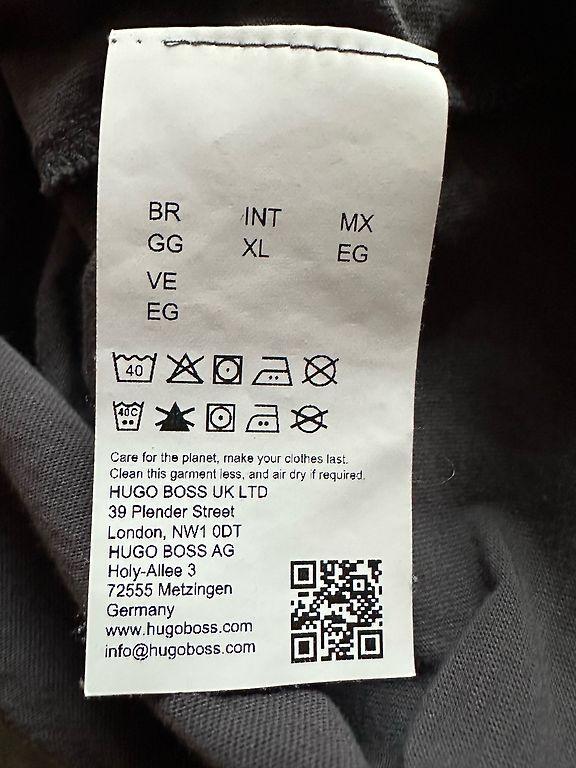 BR INT MX
GG XL EG
VE
EG
40
40C
Care for the planet, make your clothes last.
Clean this garment less, and air dry if required.
HUGO BOSS UK LTD
39 Plender Street
London, NW1 0DT
HUGO BOSS AG
Holy-Allee 3
72555 Metzingen
Germany
www.hugoboss.com
info@hugoboss.com